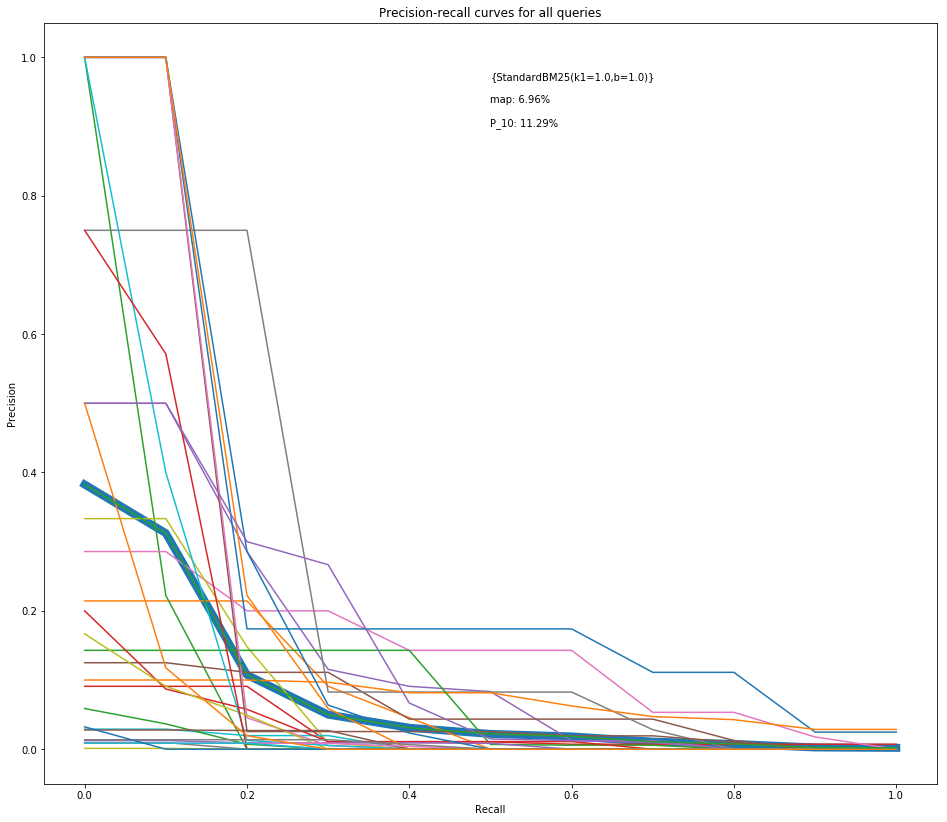 Precision-recall curves for all queries
{StandardBM25(k1=1.0,b=1.0)}
map: 6.96%
P_10: 11.29%
Precision
1.0
0.8
0.6
0.4
0.2
0.0
0.0 0.2 0.4 0.6 0.8 1.0
Recall